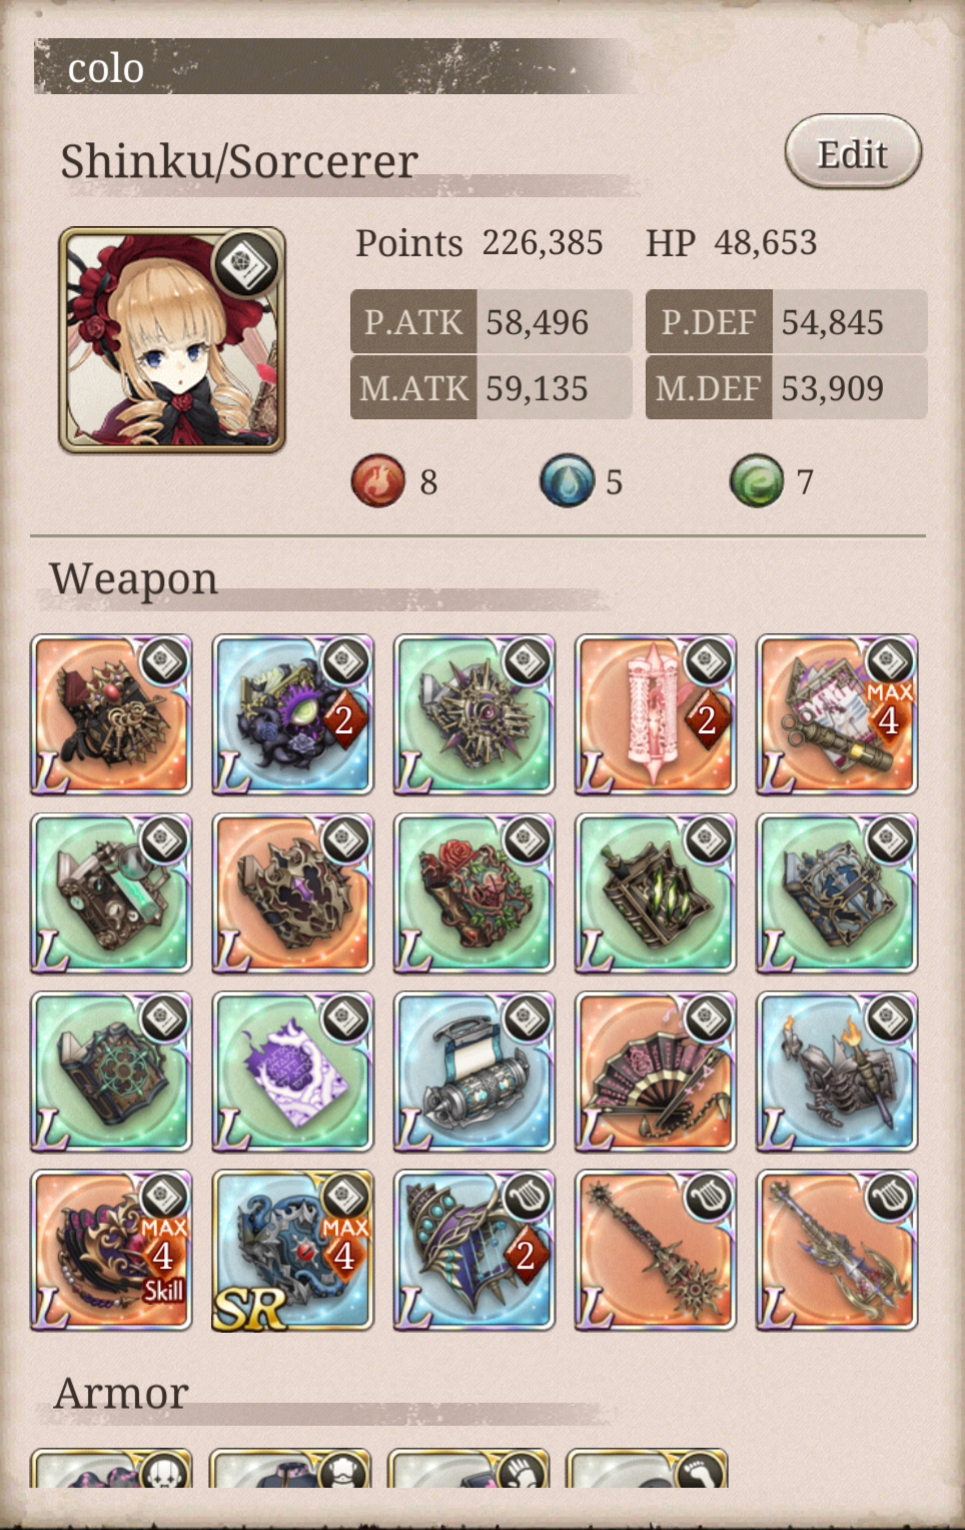 colo
Shinku/Sorcerer
Edit
Points 226,385 HP 48,653
P.ATK 58,496 P.DEF 54,845
M.ATK 59,135 M.DEF 53,909
8 5 7
Weapon
L L 2 L L 2 L MAX 4
L L L L L
L L L L L
L MAX 4 Skill SR MAX 4 L 2 L L
Armor